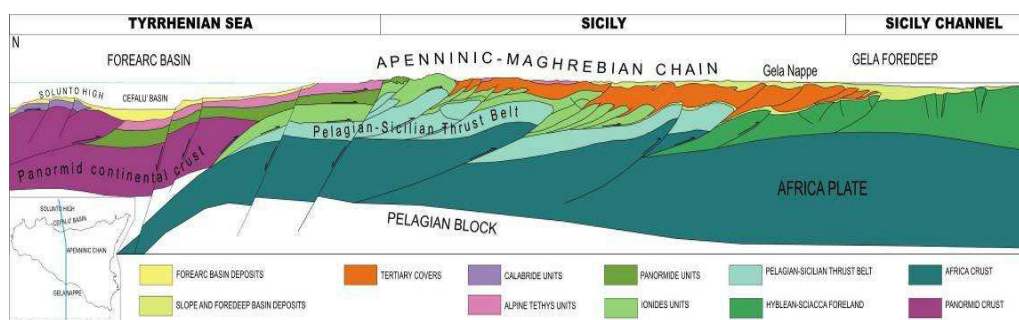 TYRRHENIAN SEA
SICILY
SICILY CHANNEL
N
FOREARC BASIN
APENNINIC-MAGHREBIAN CHAIN
Gela Nappe
GELA FOREDEEP
SOLUNTO HIGH
CEFALU' BASIN
Pelagian-Sicilian Thrust Belt
Panormid continental crust
AFRICA PLATE
PELAGIAN BLOCK
SOLUNTO HIGH
CEFALU' BASIN
APENNINIC CHAIN
GELA NAPPE
FOREARC BASIN DEPOSITS
TERTIARY COVERS
CALABRIDE UNITS
PANORMIDE UNITS
PELAGIAN-SICILIAN THRUST BELT
AFRICA CRUST
SLOPE AND FOREDEEP BASIN DEPOSITS
ALPINE TETHYS UNITS
IONIDES UNITS
HYBLEAN-SCIACCA FORELAND
PANORMID CRUST